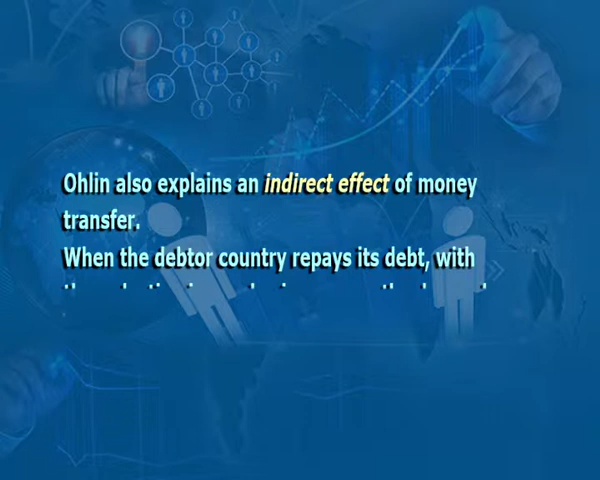 Ohlin also explains an indirect effect of money
transfer.
When the debtor country repays its debt, with